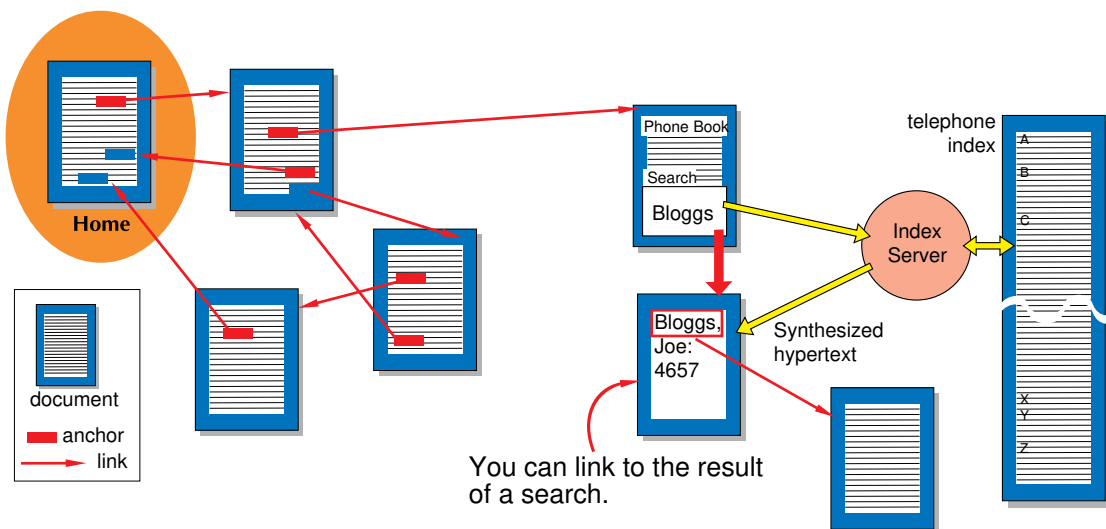 Home
document
anchor
link
Phone Book
Search
Bloggs
Index
Server
telephone
index
A
B
C
X
Y
Z
Bloggs,
Joe:
4657
Synthesized
hypertext
You can link to the result
of a search.